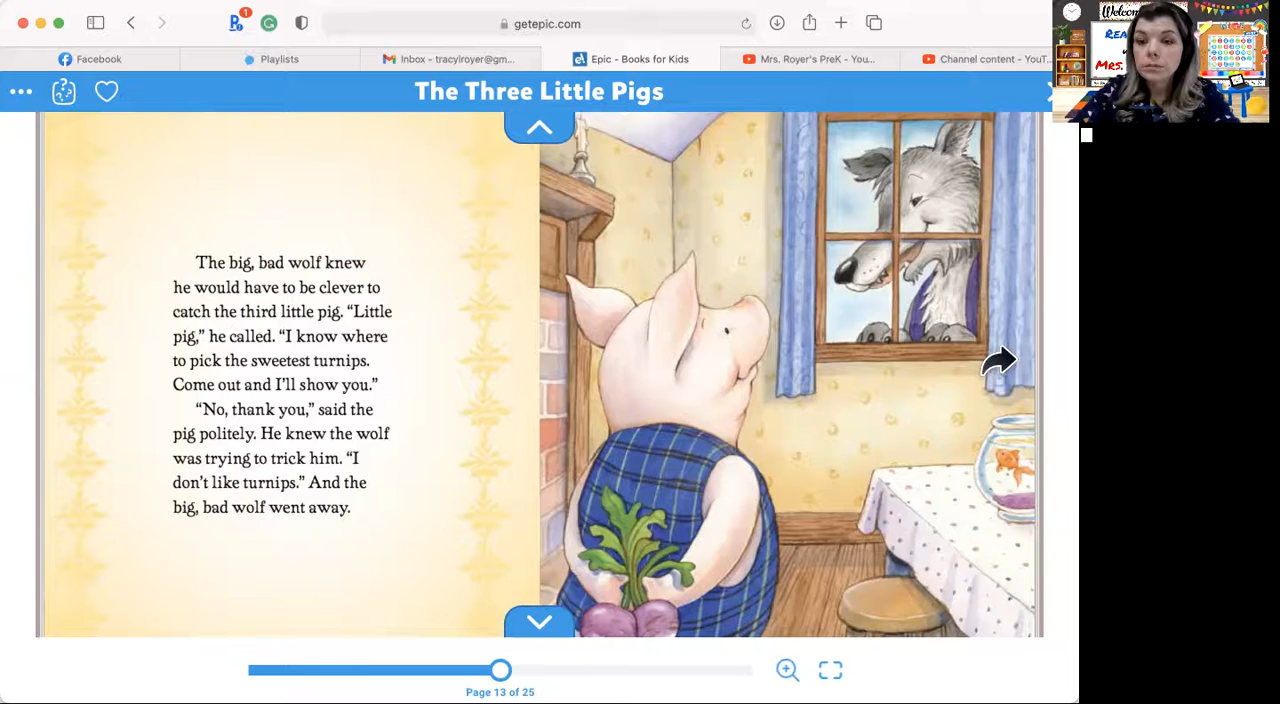 getepic.com
1
Facebook
Playlists
Inbox - tracylroyer@gm...
Epic - Books for Kids
Mrs. Royer's PreK - You...
Channel content - YouT...
The Three Little Pigs
The big, bad wolf knew
he would have to be clever to
catch the third little pig. “Little
pig,” he called. “I know where
to pick the sweetest turnips.
Come out and I’ll show you.”
“No, thank you,” said the
pig politely. He knew the wolf
was trying to trick him. “I
don’t like turnips.” And the
big, bad wolf went away.
Page 13 of 25